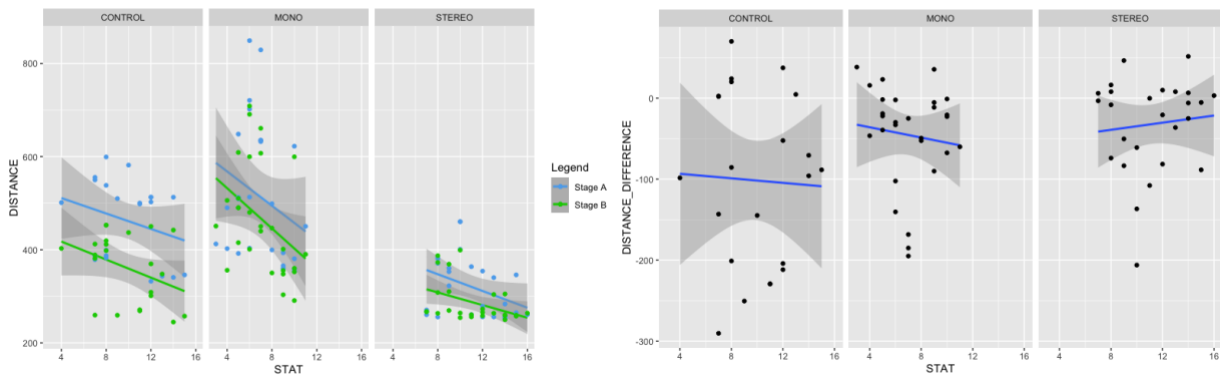 CONTROL
MONO
STEREO
DISTANCE
800
600
400
200
4
8
12
16
4
8
12
16
4
8
12
16
STAT
Legend
Stage A
Stage B
CONTROL
MONO
STEREO
DISTANCE_DIFFERENCE
0
-100
-200
-300
4
8
12
16
4
8
12
16
4
8
12
16
STAT